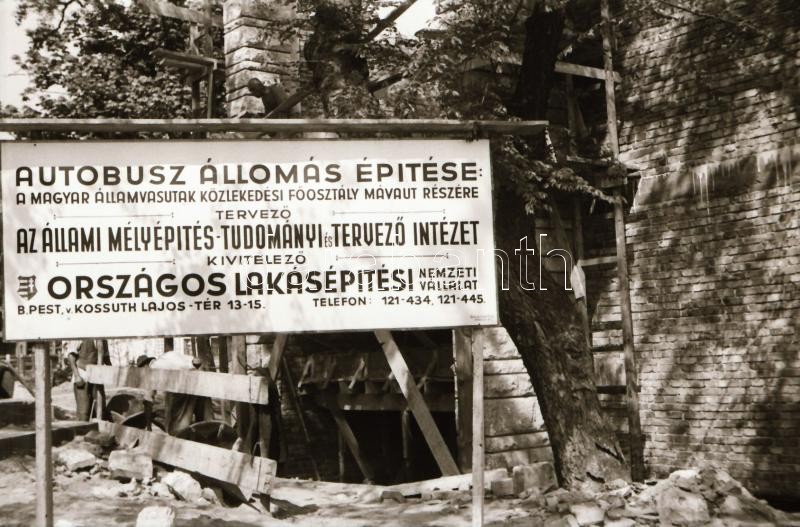 AUTOBUSZ ÁLLOMÁS ÉPITÉSE:
A MAGYAR ÁLLAMVASUTAK KÖZLEKEDÉSI FŐOSZTÁLY MÁVAUT RÉSZÉRE
TERVEZŐ
AZ ÁLLAMI MÉLYÉPITÉS-TUDOMÁNYI ÉS TERVEZŐ INTÉZET
KIVITELEZŐ
ORSZÁGOS LAKÁSÉPITÉSI NEMZETI VÁLLALAT
B.PEST, V. KOSSUTH LAJOS-TÉR 13-15. TELEFON: 121-434, 121-445.